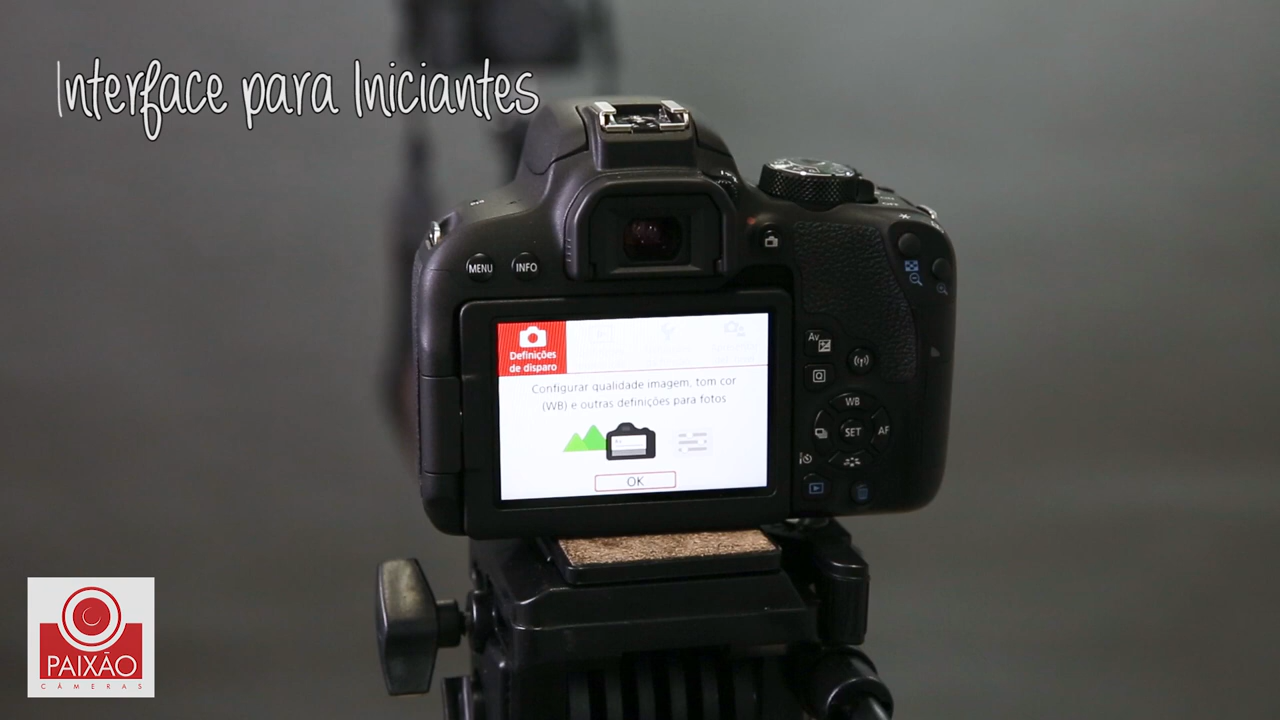 Interface para Iniciantes
MENU
INFO
Definições
de disparo
Configurar qualidade imagem, tom cor
(WB) e outras definições para fotos
OK
Av
Q
WB
SET
AF
PAIXÃO
CÂMERAS